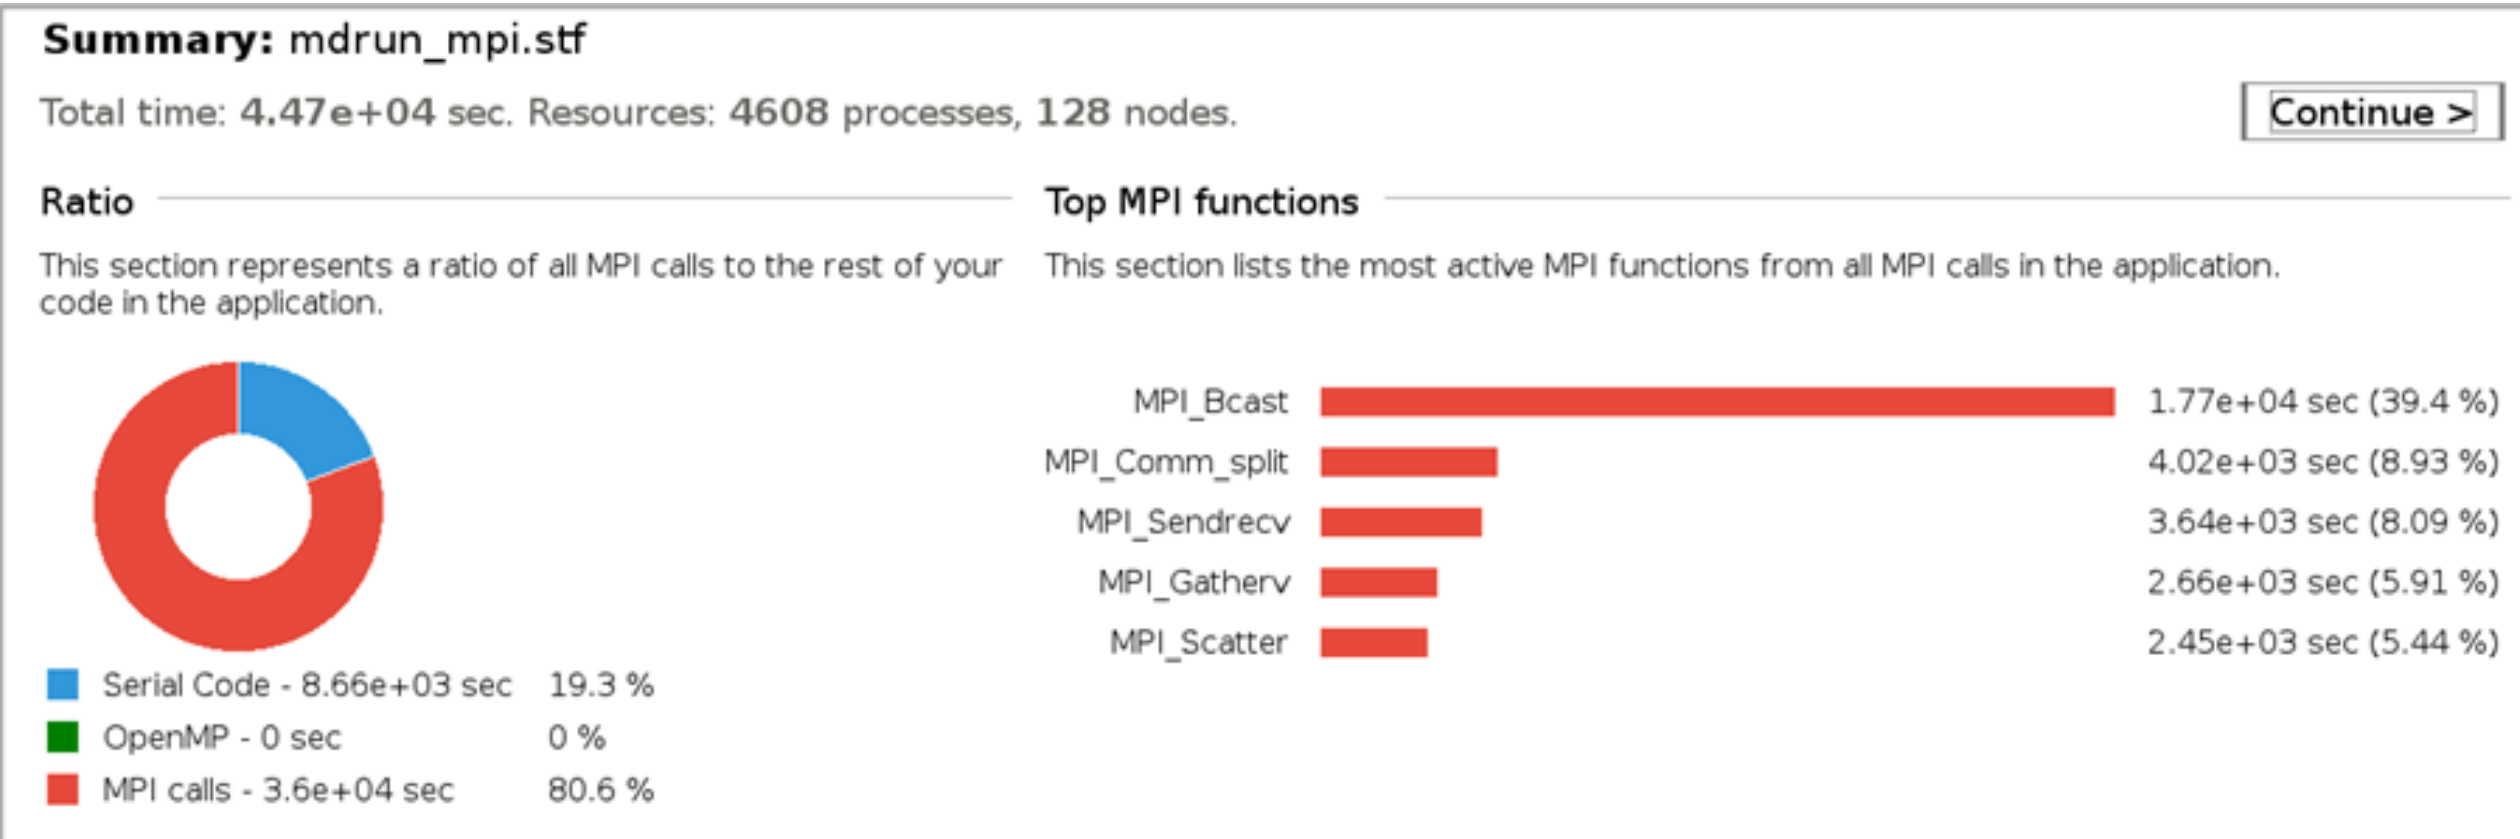 Summary: mdrun_mpi.stf
Total time: 4.47e+04 sec. Resources: 4608 processes, 128 nodes.
Continue >
Ratio
This section represents a ratio of all MPI calls to the rest of your
code in the application.
Serial Code - 8.66e+03 sec 19.3 %
OpenMP - 0 sec 0 %
MPI calls - 3.6e+04 sec 80.6 %
Top MPI functions
This section lists the most active MPI functions from all MPI calls in the application.
MPI_Bcast 1.77e+04 sec (39.4 %)
MPI_Comm_split 4.02e+03 sec (8.93 %)
MPI_Sendrecv 3.64e+03 sec (8.09 %)
MPI_Gatherv 2.66e+03 sec (5.91 %)
MPI_Scatter 2.45e+03 sec (5.44 %)